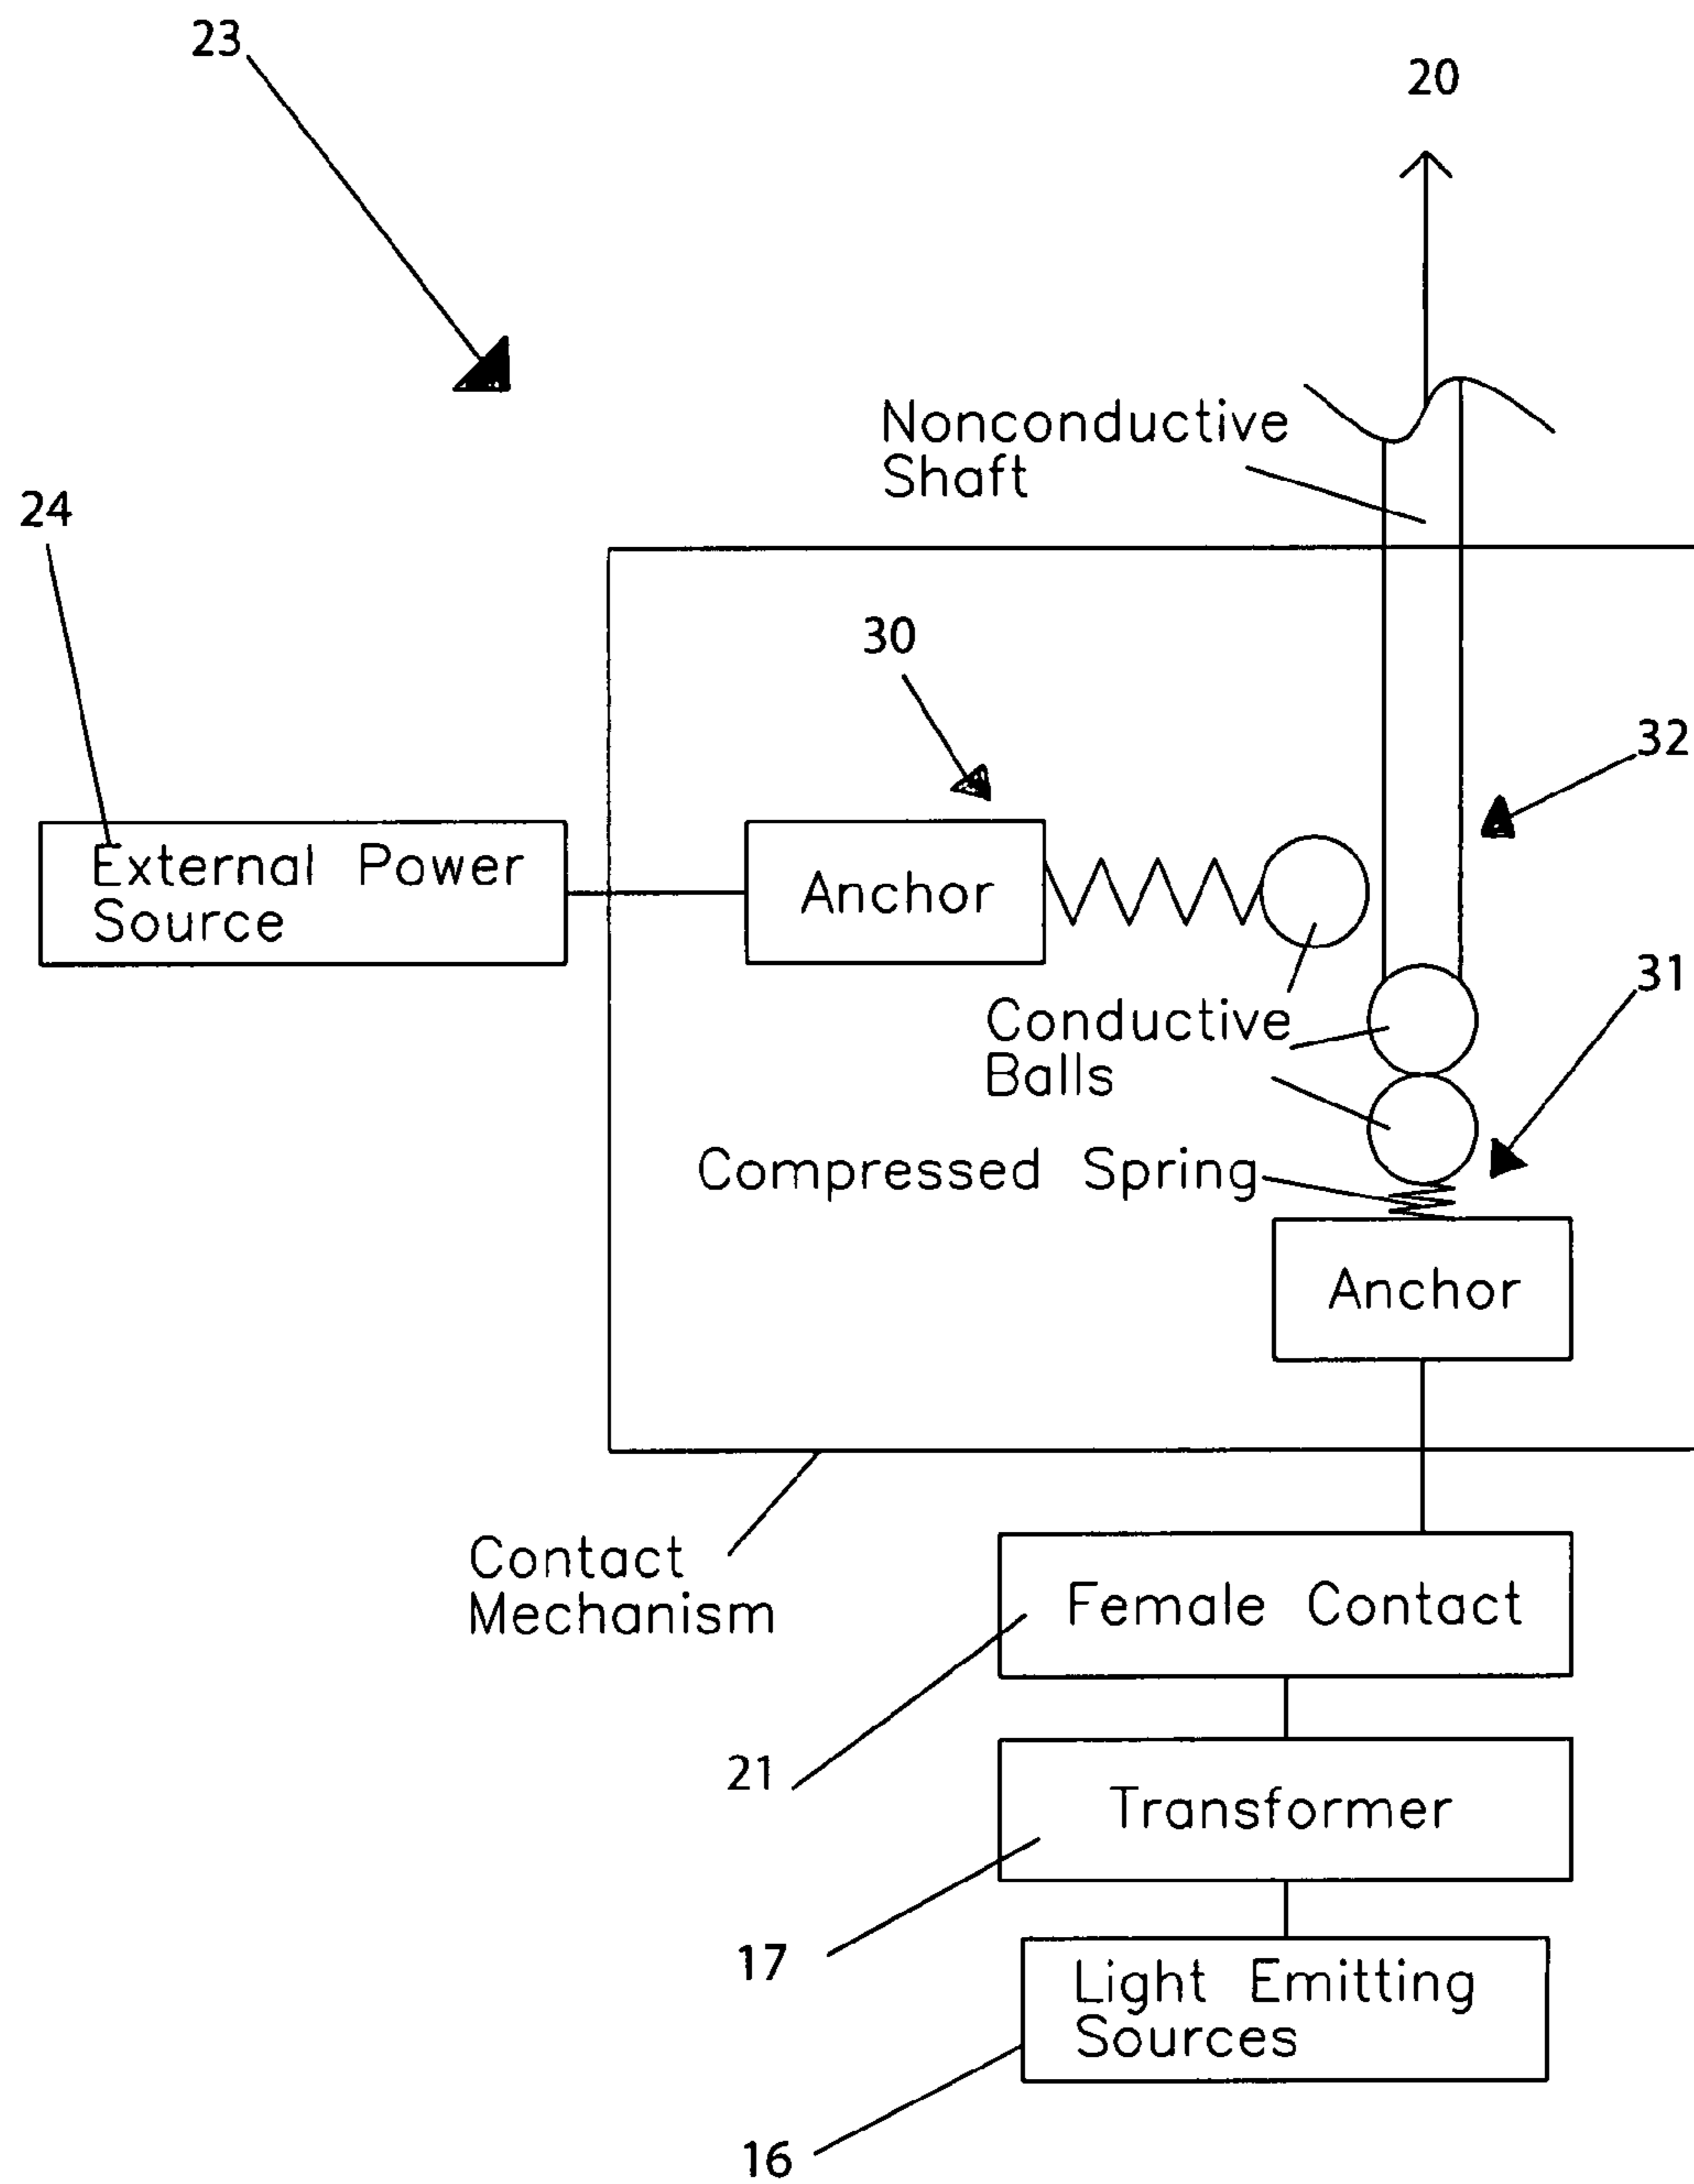 23
20
Nonconductive
Shaft
24
30
32
External Power
Source
Anchor
31
Conductive
Balls
Compressed Spring
Anchor
Contact
Mechanism
Female Contact
21
Transformer
17
Light Emitting
Sources
16